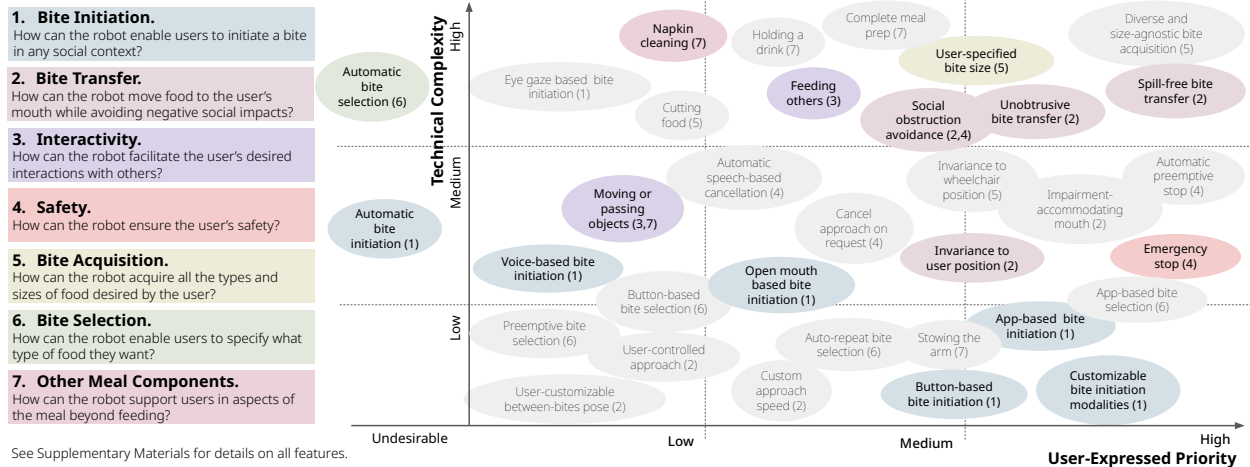 1. Bite Initiation.
How can the robot enable users to initiate a bite
in any social context?
2. Bite Transfer.
How can the robot move food to the user's
mouth while avoiding negative social impacts?
3. Interactivity.
How can the robot facilitate the user's desired
interactions with others?
4. Safety.
How can the robot ensure the user's safety?
5. Bite Acquisition.
How can the robot acquire all the types and
sizes of food desired by the user?
6. Bite Selection.
How can the robot enable users to specify what
type of food they want?
7. Other Meal Components.
How can the robot support users in aspects of
the meal beyond feeding?
See Supplementary Materials for details on all features.
Technical Complexity
High
Medium
Low
Automatic
bite
selection (6)
Automatic
bite
initiation (1)
Napkin
cleaning (7)
Holding a
drink (7)
Complete meal
prep (7)
Diverse and
size-agnostic bite
acquisition (5)
User-specified
bite size (5)
Eye gaze based bite
initiation (1)
Feeding
others (3)
Spill-free bite
transfer (2)
Cutting
food (5)
Social
obstruction
avoidance (2,4)
Unobtrusive
bite transfer (2)
Automatic
speech-based
cancellation (4)
Invariance to
wheelchair
position (5)
Automatic
preemptive
stop (4)
Moving or
passing
objects (3,7)
Impairment-
accommodating
mouth (2)
Cancel
approach on
request (4)
Invariance to
user position (2)
Emergency
stop (4)
Voice-based bite
initiation (1)
Open mouth
based bite
initiation (1)
Button-based
bite selection (6)
App-based bite
selection (6)
App-based bite
initiation (1)
Preemptive bite
selection (6)
Auto-repeat bite
selection (6)
Stowing the
arm (7)
User-controlled
approach (2)
Custom
approach
speed (2)
User-customizable
between-bites pose (2)
Button-based
bite initiation (1)
Customizable
bite initiation
modalities (1)
Undesirable
Low
Medium
High
User-Expressed Priority